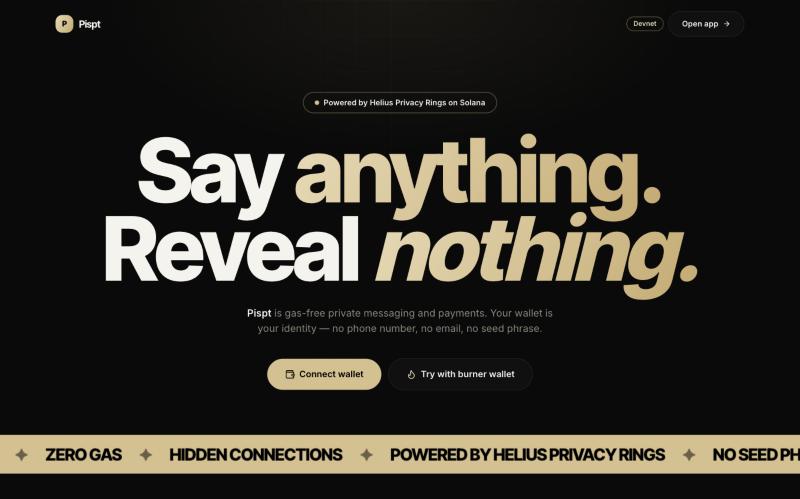 P Pispt
Devnet
Open app →
Powered by Helius Privacy Rings on Solana
Say anything.
Reveal nothing.
Pispt is gas-free private messaging and payments. Your wallet is
your identity — no phone number, no email, no seed phrase.
Connect wallet
Try with burner wallet
✦ ZERO GAS ✦ HIDDEN CONNECTIONS ✦ POWERED BY HELIUS PRIVACY RINGS ✦ NO SEED PH